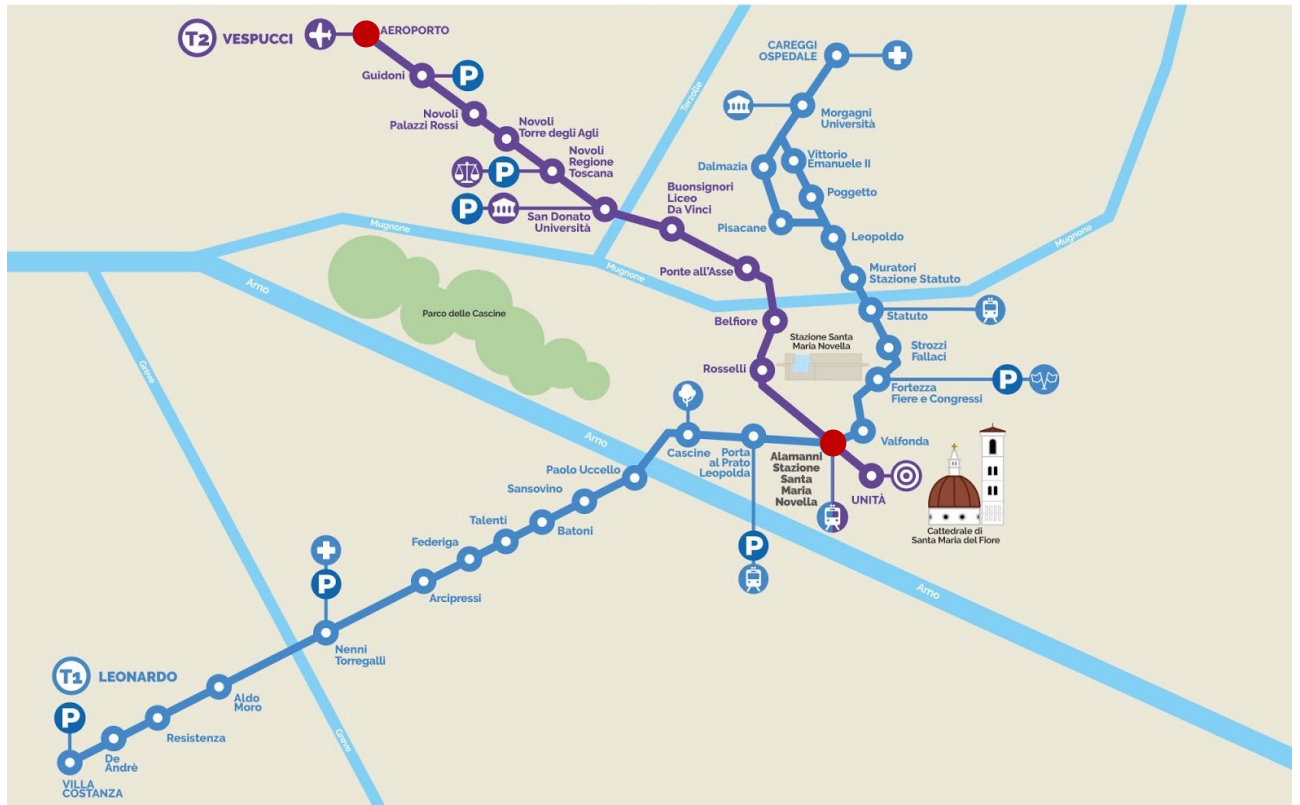 T2 VESPUCCI
AEROPORTO
Guidoni
P
Novoli
Palazzi Rossi
Novoli
Torre degli Agli
Novoli
Regione
Toscana
P
P
San Donato
Università
Buonsignori
Liceo
Da Vinci
Ponte all'Asse
Belfiore
Rosselli
UNITÀ
CAREGGI
OSPEDALE
Morgagni
Università
Dalmazia
Vittorio
Emanuele II
Poggetto
Pisacane
Leopoldo
Muratori
Stazione Statuto
Statuto
Strozzi
Fallaci
Fortezza
Fiere e Congressi
P
Valfonda
Alamanni
Stazione
Santa
Maria
Novella
Porta
al Prato
Leopolda
P
Cascine
Paolo Uccello
Sansovino
Batoni
Talenti
Federiga
Arcipressi
P
Nenni
Torregalli
Aldo
Moro
Resistenza
De
Andrè
VILLA
COSTANZA
P
T1 LEONARDO
Terzolle
Mugnone
Mugnone
Mugnone
Arno
Arno
Arno
Greve
Greve
Parco delle Cascine
Stazione Santa
Maria Novella
Cattedrale di
Santa Maria del Fiore